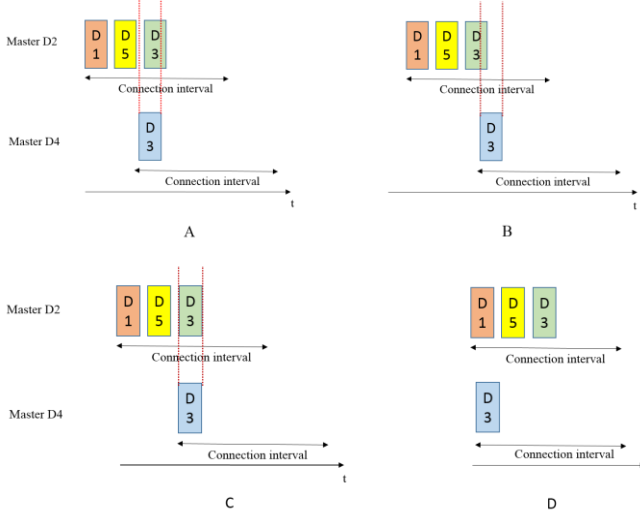 Master D2
D D D
1 5 3
Connection interval
Master D4
D
3
Connection interval
t
A
D D D
1 5 3
Connection interval
D
3
Connection interval
t
B
Master D2
D D D
1 5 3
Connection interval
Master D4
D
3
Connection interval
t
C
D D D
1 5 3
Connection interval
D
3
Connection interval
D